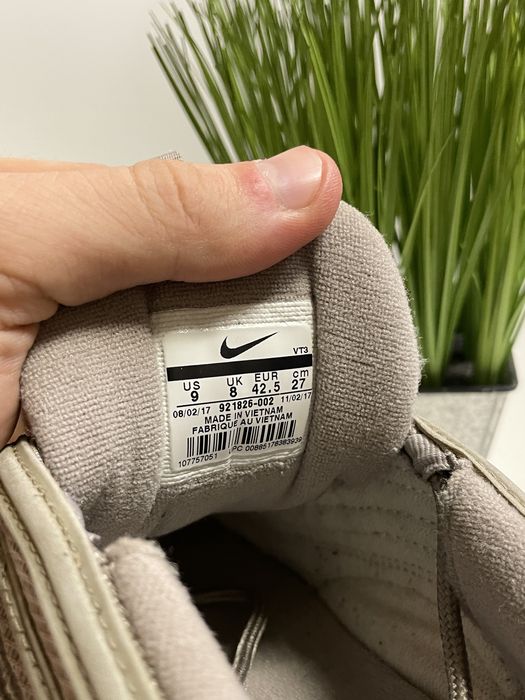 VT3
US UK EUR cm
9 8 42.5 27
08/02/17 921826-002 11/02/17
MADE IN VIETNAM
FABRIQUE AU VIETNAM
107757051 UPC 00885178383939